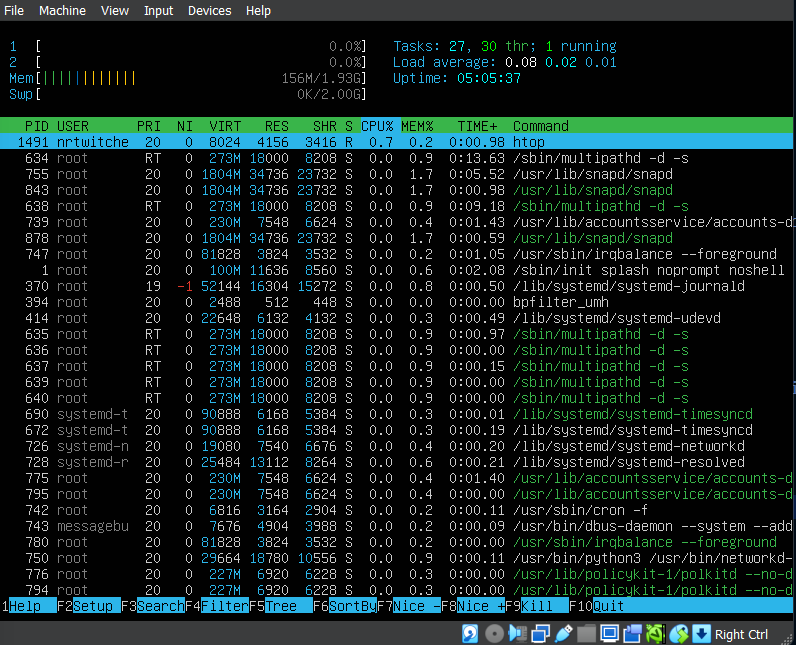 File Machine View Input Devices Help
1 [ 0.0%] Tasks: 27, 30 thr; 1 running
2 [ 0.0%] Load average: 0.08 0.02 0.01
Mem[|||||||||||| 156M/1.93G] Uptime: 05:05:37
Swp[ 0K/2.00G]
PID USER PRI NI VIRT RES SHR S CPU% MEM% TIME+ Command
1491 nrtwitche 20 0 8024 4156 3416 R 0.7 0.2 0:00.98 htop
634 root RT 0 273M 18000 8208 S 0.0 0.9 0:13.63 /sbin/multipathd -d -s
755 root 20 0 1804M 34736 23732 S 0.0 1.7 0:05.52 /usr/lib/snapd/snapd
843 root 20 0 1804M 34736 23732 S 0.0 1.7 0:00.98 /usr/lib/snapd/snapd
638 root RT 0 273M 18000 8208 S 0.0 0.9 0:09.18 /sbin/multipathd -d -s
739 root 20 0 230M 7548 6624 S 0.0 0.4 0:01.43 /usr/lib/accountsservice/accounts-d
878 root 20 0 1804M 34736 23732 S 0.0 1.7 0:00.59 /usr/lib/snapd/snapd
747 root 20 0 81828 3824 3532 S 0.0 0.2 0:01.05 /usr/sbin/irqbalance --foreground
1 root 20 0 100M 11636 8560 S 0.0 0.6 0:02.08 /sbin/init splash noprompt noshell
370 root 19 -1 52144 16304 15272 S 0.0 0.8 0:00.50 /lib/systemd/systemd-journald
394 root 20 0 2488 512 448 S 0.0 0.0 0:00.00 bpfilter_umh
414 root 20 0 22648 6132 4132 S 0.0 0.3 0:00.49 /lib/systemd/systemd-udevd
635 root RT 0 273M 18000 8208 S 0.0 0.9 0:00.97 /sbin/multipathd -d -s
636 root RT 0 273M 18000 8208 S 0.0 0.9 0:00.00 /sbin/multipathd -d -s
637 root RT 0 273M 18000 8208 S 0.0 0.9 0:00.15 /sbin/multipathd -d -s
639 root RT 0 273M 18000 8208 S 0.0 0.9 0:00.00 /sbin/multipathd -d -s
640 root RT 0 273M 18000 8208 S 0.0 0.9 0:00.00 /sbin/multipathd -d -s
690 systemd-t 20 0 90888 6168 5384 S 0.0 0.3 0:00.01 /lib/systemd/systemd-timesyncd
672 systemd-t 20 0 90888 6168 5384 S 0.0 0.3 0:00.19 /lib/systemd/systemd-timesyncd
726 systemd-n 20 0 19080 7540 6676 S 0.0 0.4 0:00.20 /lib/systemd/systemd-networkd
728 systemd-r 20 0 25484 13112 8264 S 0.0 0.6 0:00.21 /lib/systemd/systemd-resolved
775 root 20 0 230M 7548 6624 S 0.0 0.4 0:01.40 /usr/lib/accountsservice/accounts-d
795 root 20 0 230M 7548 6624 S 0.0 0.4 0:00.00 /usr/lib/accountsservice/accounts-d
742 root 20 0 6816 3164 2904 S 0.0 0.2 0:00.11 /usr/sbin/cron -f
743 messagebu 20 0 7676 4904 3988 S 0.0 0.2 0:00.09 /usr/bin/dbus-daemon --system --add
780 root 20 0 81828 3824 3532 S 0.0 0.2 0:00.00 /usr/sbin/irqbalance --foreground
750 root 20 0 29664 18780 10556 S 0.0 0.9 0:00.11 /usr/bin/python3 /usr/bin/networkd-
776 root 20 0 227M 6920 6228 S 0.0 0.3 0:00.00 /usr/lib/policykit-1/polkitd --no-d
794 root 20 0 227M 6920 6228 S 0.0 0.3 0:00.00 /usr/lib/policykit-1/polkitd --no-d
1Help F2Setup F3SearchF4FilterF5Tree F6SortByF7Nice -F8Nice +F9Kill F10Quit
Right Ctrl